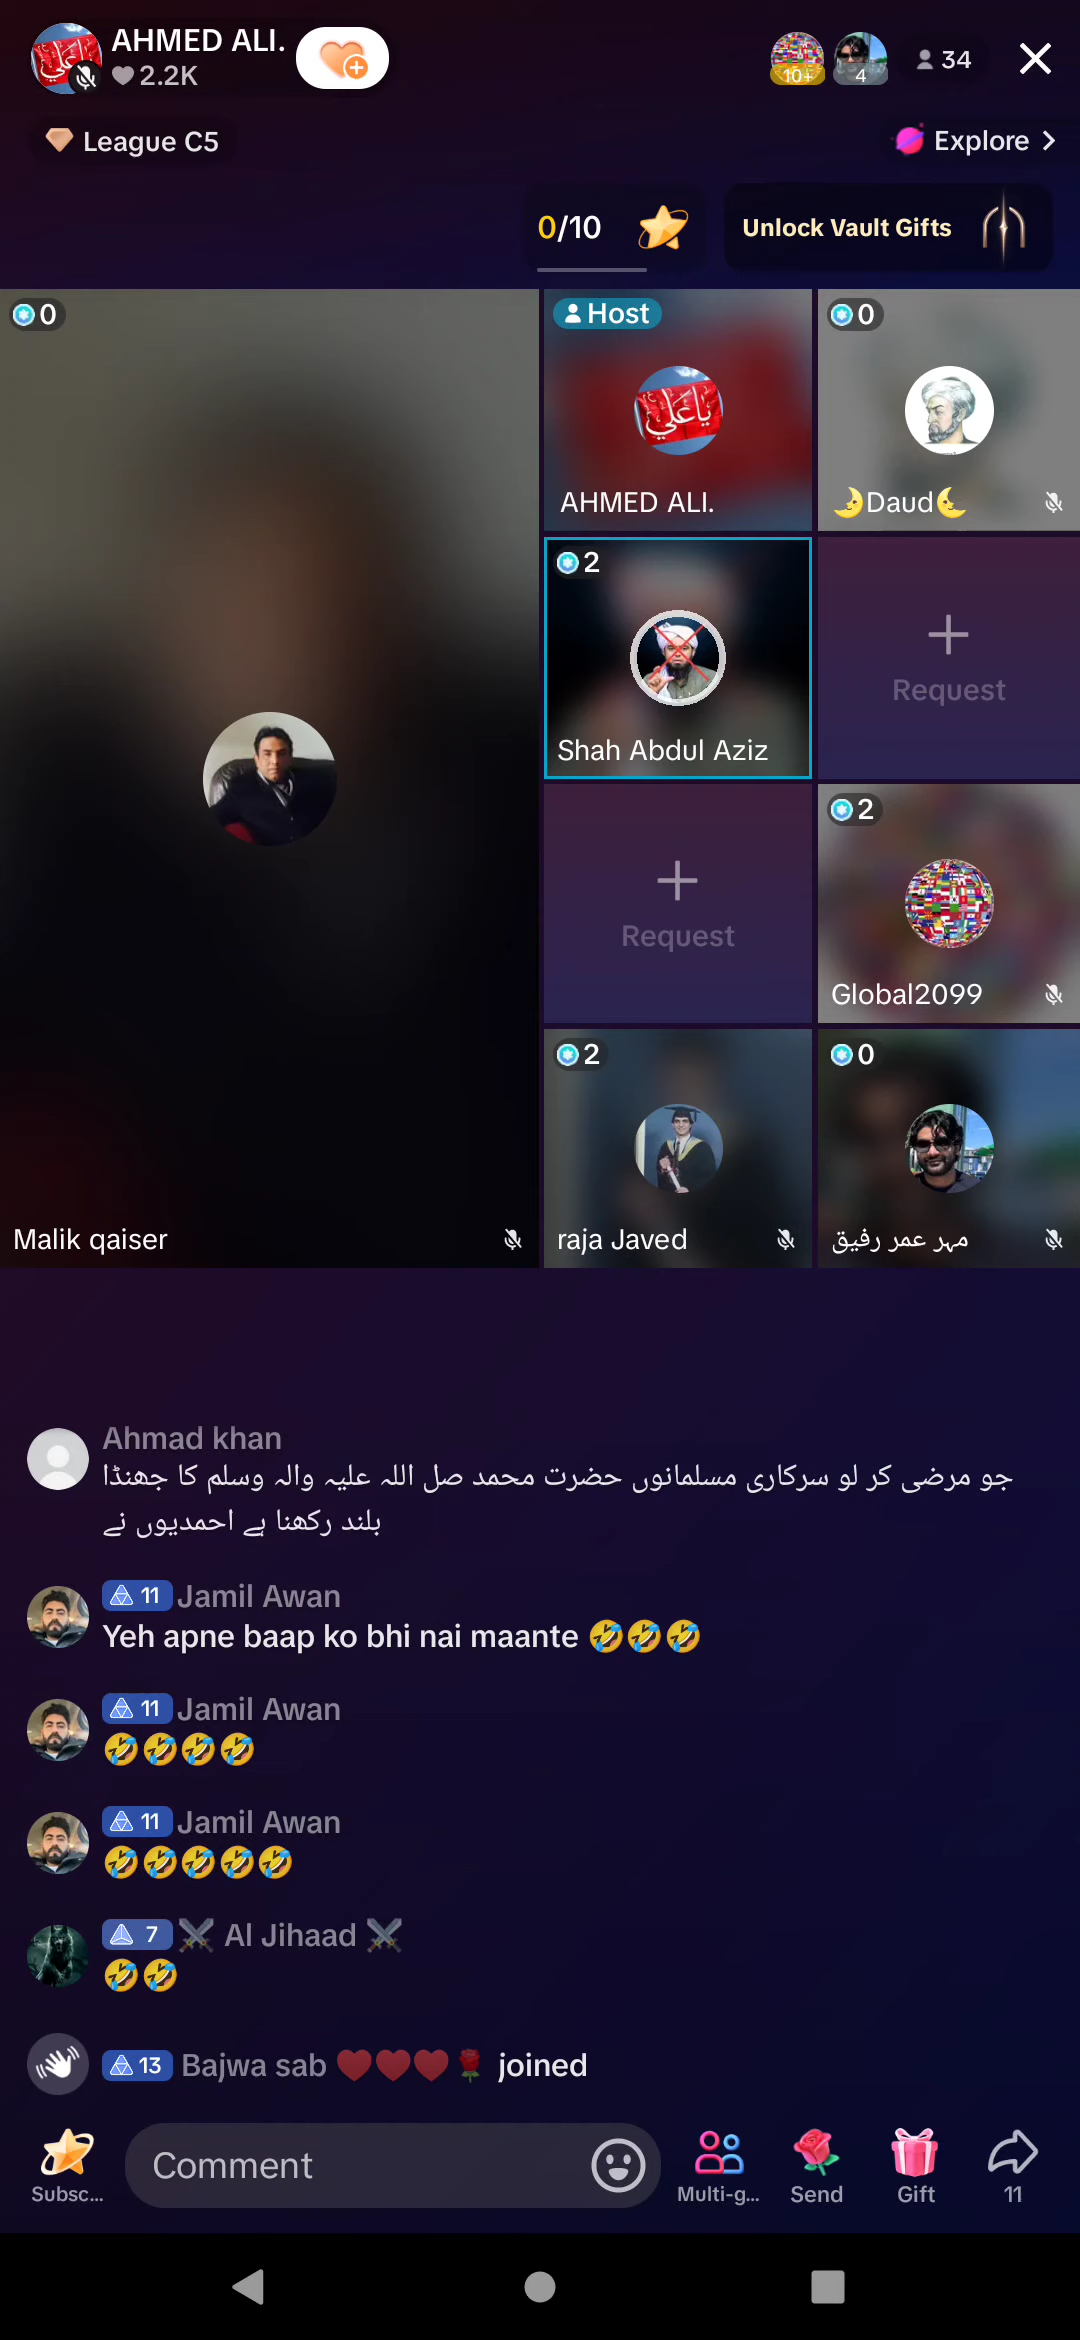 AHMED ALI.
2.2K
10+
4
34
League C5
Explore
0/10
Unlock Vault Gifts
0
Host
یاعلي
AHMED ALI.
0
🌛Daud🌜
2
Shah Abdul Aziz
Request
Request
2
Global2099
Malik qaiser
2
raja Javed
0
مہر عمر رفیق
Ahmad khan
جو مرضی کر لو سرکاری مسلمانوں حضرت محمد صل اللہ علیہ والہ وسلم کا جھنڈا
بلند رکھنا ہے احمدیوں نے
11 Jamil Awan
Yeh apne baap ko bhi nai maante 🤣🤣🤣
11 Jamil Awan
🤣🤣🤣🤣
11 Jamil Awan
🤣🤣🤣🤣🤣
7 ⚔️ Al Jihaad ⚔️
🤣🤣
13 Bajwa sab ❤️❤️❤️🌹 joined
Subsc...
Comment
Multi-g...
Send
Gift
11